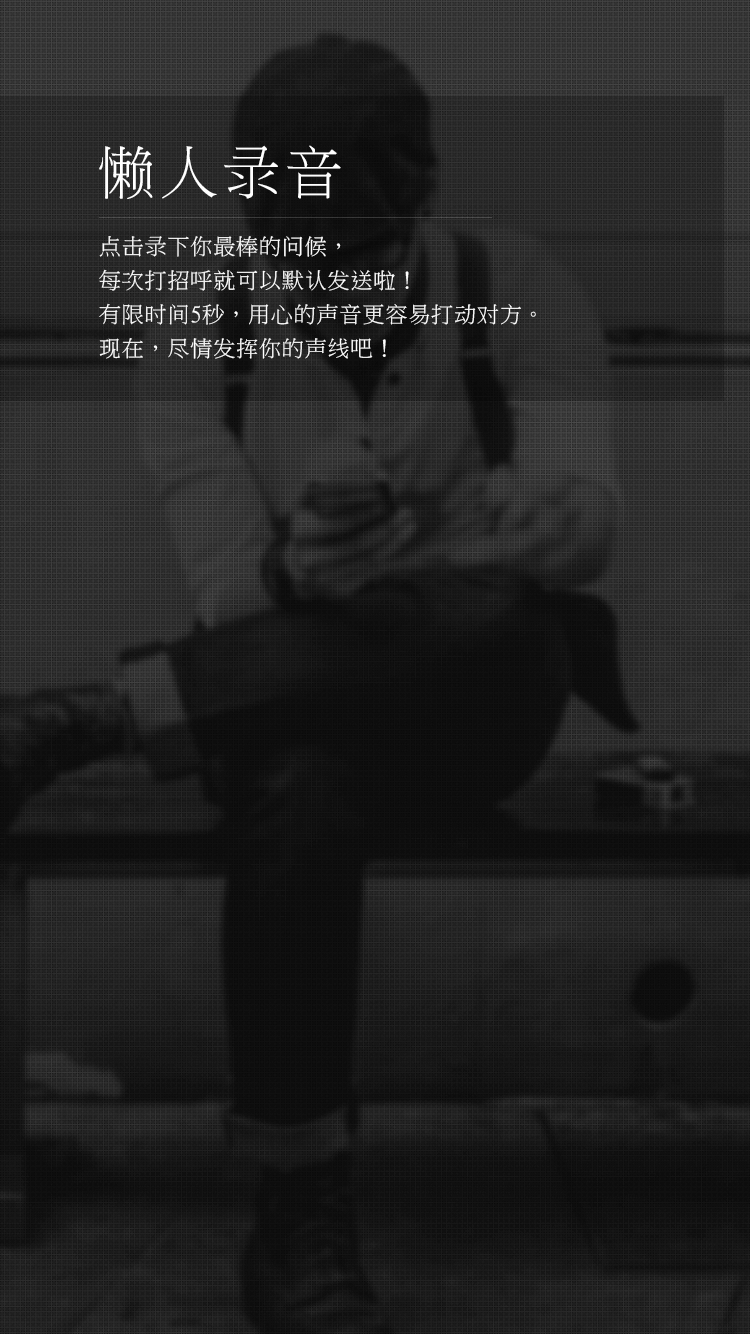 懒人录音
点击录下你最棒的问候，
每次打招呼就可以默认发送啦！
有限时间5秒，用心的声音更容易打动对方。
现在，尽情发挥你的声线吧！